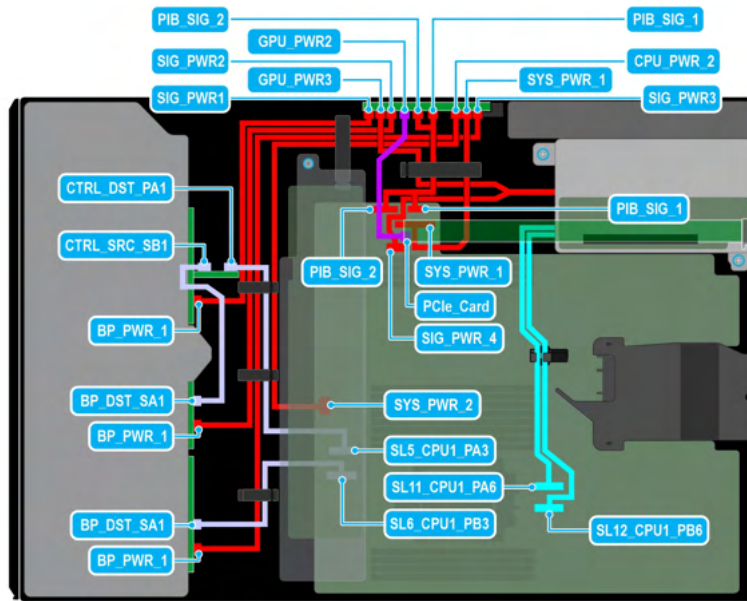 PIB_SIG_2
PIB_SIG_1
GPU_PWR2
SIG_PWR2
CPU_PWR_2
GPU_PWR3
SYS_PWR_1
SIG_PWR1
SIG_PWR3
CTRL_DST_PA1
PIB_SIG_1
CTRL_SRC_SB1
PIB_SIG_2
SYS_PWR_1
PCIe_Card
BP_PWR_1
SIG_PWR_4
BP_DST_SA1
SYS_PWR_2
BP_PWR_1
SL5_CPU1_PA3
SL11_CPU1_PA6
BP_DST_SA1
SL6_CPU1_PB3
SL12_CPU1_PB6
BP_PWR_1